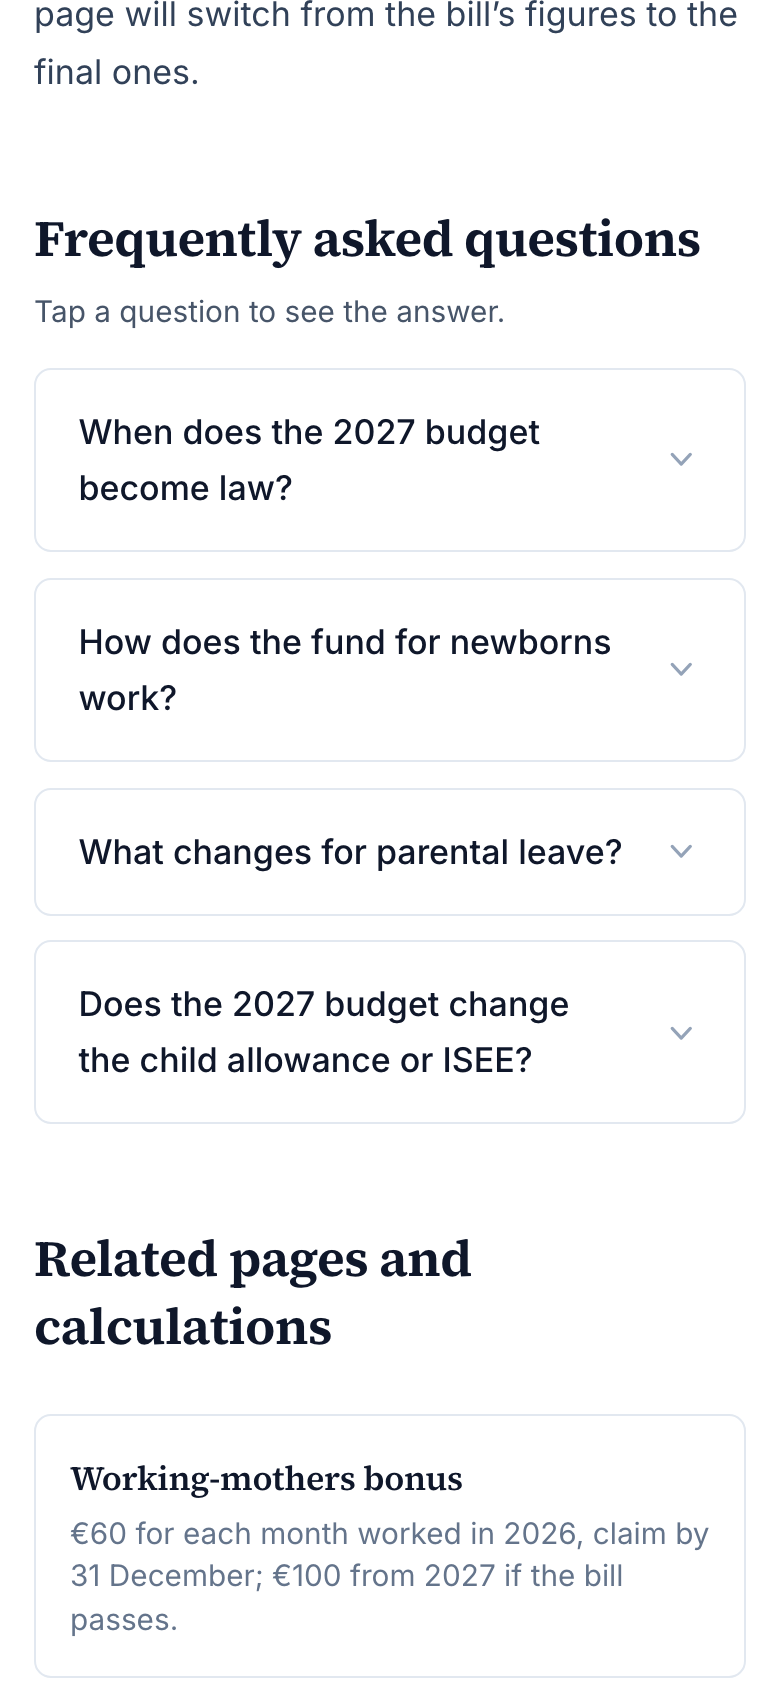 page will switch from the bill’s figures to the
final ones.
Frequently asked questions
Tap a question to see the answer.
When does the 2027 budget
become law?
How does the fund for newborns
work?
What changes for parental leave?
Does the 2027 budget change
the child allowance or ISEE?
Related pages and
calculations
Working-mothers bonus
€60 for each month worked in 2026, claim by
31 December; €100 from 2027 if the bill
passes.